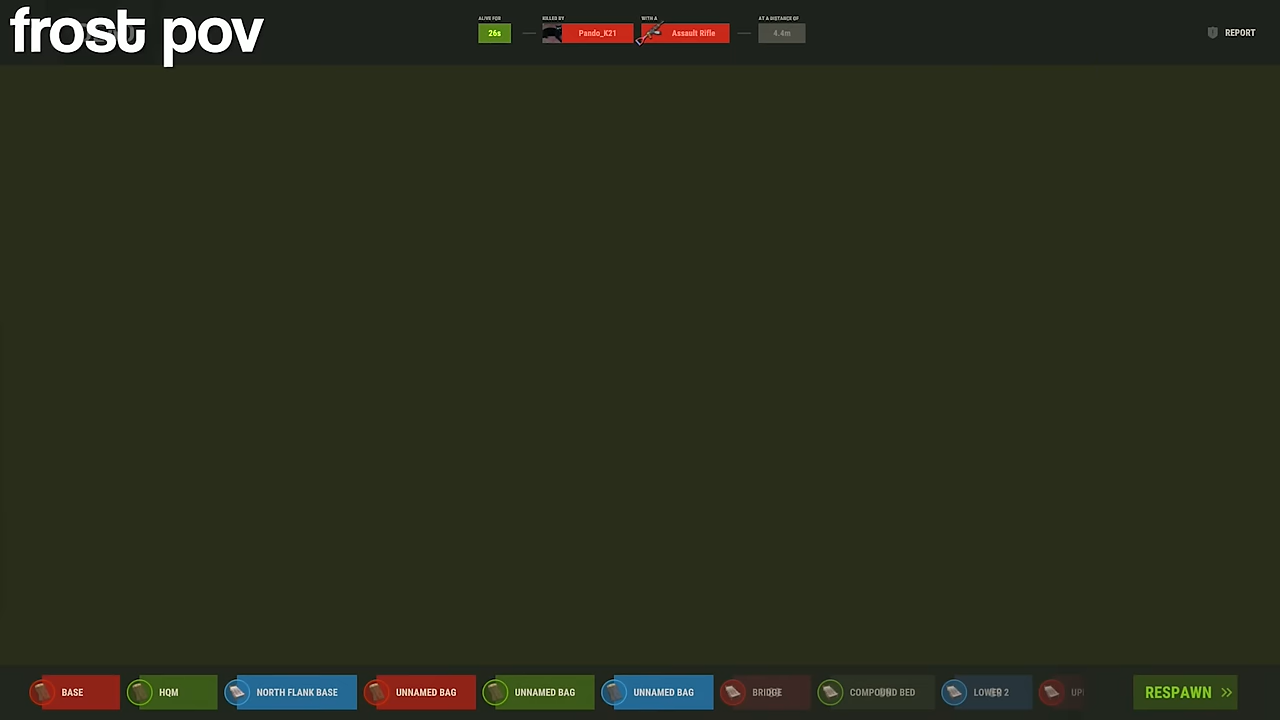 frost pov
ALIVE FOR
26s
KILLED BY
Pando_K21
WITH A
Assault Rifle
AT A DISTANCE OF
4.4m
REPORT
BASE
HQM
NORTH FLANK BASE
UNNAMED BAG
UNNAMED BAG
UNNAMED BAG
BRIDGE
COMPOUND BED
LOWER 2
RESPAWN